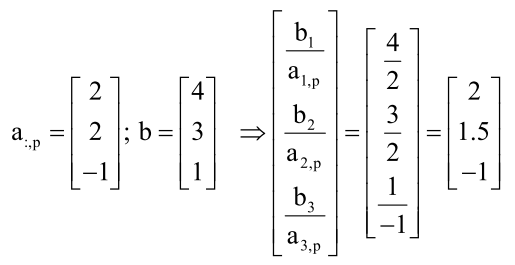 a:,p = [2 2 −1]; b = [4 3 1] ⇒ [b1/a1,p b2/a2,p b3/a3,p] = [4/2 3/2 1/−1] = [2 1.5 −1]